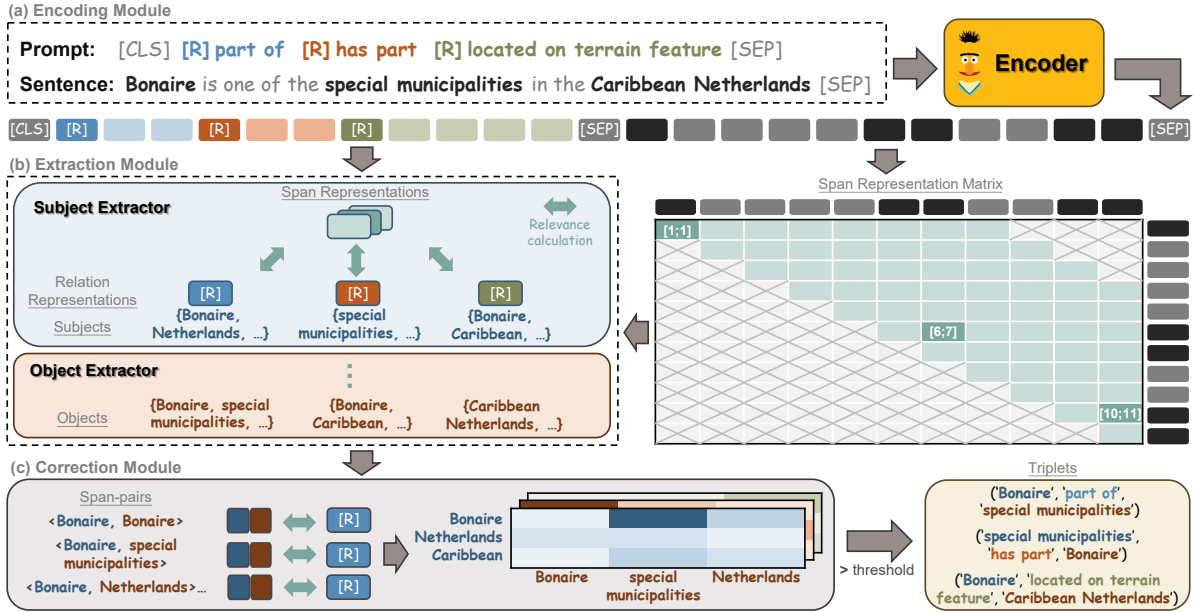 (a) Encoding Module
Prompt: [CLS] [R] part of [R] has part [R] located on terrain feature [SEP]
Sentence: Bonaire is one of the special municipalities in the Caribbean Netherlands [SEP]
Encoder
[CLS] [R] [R] [R] [SEP] [SEP]
(b) Extraction Module
Subject Extractor
Span Representations
Relevance
calculation
Relation
Representations
[R] [R] [R]
Subjects
{Bonaire,
Netherlands, ...}
{special
municipalities, ...}
{Bonaire,
Caribbean, ...}
Object Extractor
Objects
{Bonaire, special
municipalities, ...}
{Bonaire,
Caribbean, ...}
{Caribbean
Netherlands, ...}
Span Representation Matrix
[1;1]
[6;7]
[10;11]
(c) Correction Module
Span-pairs
<Bonaire, Bonaire>
[R]
<Bonaire, special
municipalities>
[R]
<Bonaire, Netherlands>...
[R]
Bonaire
Netherlands
Caribbean
Bonaire special Netherlands
municipalities
> threshold
Triplets
('Bonaire', 'part of',
'special municipalities')
('special municipalities',
'has part', 'Bonaire')
('Bonaire', 'located on terrain
feature', 'Caribbean Netherlands')